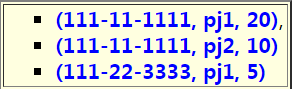 ▪ (111-11-1111, pj1, 20),
▪ (111-11-1111, pj2, 10)
▪ (111-22-3333, pj1, 5)